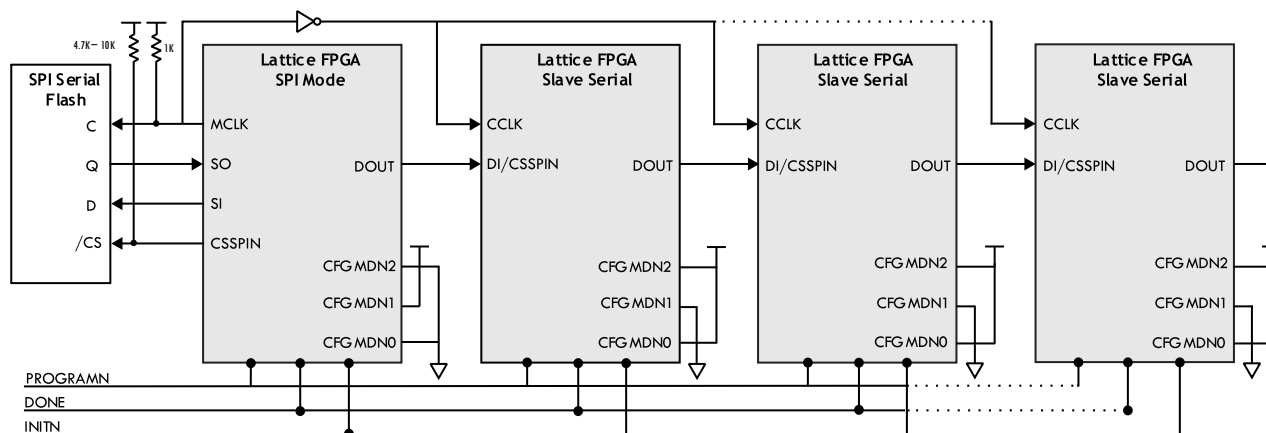 4.7K– 10K
1K
SPI Serial
Flash
C
Q
D
/CS
Lattice FPGA
SPI Mode
MCLK
SO
SI
CSSPIN
DOUT
CFGMDN2
CFGMDN1
CFGMDN0
Lattice FPGA
Slave Serial
CCLK
DI/CSSPIN
DOUT
CFGMDN2
CFGMDN1
CFGMDN0
Lattice FPGA
Slave Serial
CCLK
DI/CSSPIN
DOUT
CFGMDN2
CFGMDN1
CFGMDN0
Lattice FPGA
Slave Serial
CCLK
DI/CSSPIN
DOUT
CFGMDN2
CFGMDN1
CFGMDN0
PROGRAMN
DONE
INITN